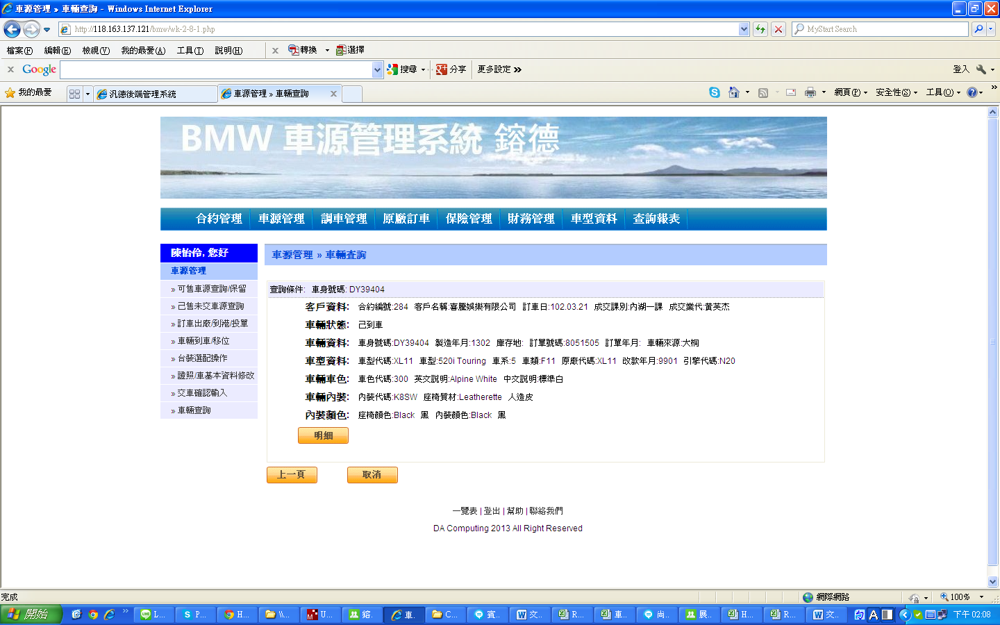 車源管理 » 車輛查詢 - Windows Internet Explorer
http://118.163.137.121/bmw/wk-2-8-1.php
MyStart Search
檔案(F) 編輯(E) 檢視(V) 我的最愛(A) 工具(T) 說明(H)
x 轉換 選擇
x Google 搜尋 分享 更多設定 » 登入
我的最愛 汎德後端管理系統 車源管理 » 車輛查詢 網頁(P) 安全性(S) 工具(O) »
BMW 車源管理系統 鎔德
合約管理 車源管理 調車管理 原廠訂車 保險管理 財務管理 車型資料 查詢報表
陳怡伶, 您好
車源管理
» 可售車源查詢/保留
» 己售未交車源查詢
» 訂車出廠/到港/投單
» 車輛到車/移位
» 台裝選配操作
» 證照/車基本資料修改
» 交車確認輸入
» 車輛查詢
車源管理 » 車輛查詢
查詢條件: 車身號碼: DY39404
客戶資料: 合約編號:284 客戶名稱:喜騰娛樂有限公司 訂車日:102.03.21 成交課別:內湖一課 成交業代:黃英杰
車輛狀態: 己到車
車輛資料: 車身號碼:DY39404 製造年月:1302 庫存地: 訂單號碼:8051505 訂單年月: 車輛來源:大桐
車型資料: 車型代碼:XL11 車型:520i Touring 車系:5 車類:F11 原廠代碼:XL11 改款年月:9901 引擎代碼:N20
車輛車色: 車色代碼:300 英文說明:Alpine White 中文說明:標準白
車輛內裝: 內裝代碼:K8SW 座椅質材:Leatherette 人造皮
內裝顏色: 座椅顏色:Black 黑 內裝顏色:Black 黑
明細
上一頁 取消
一覽表 | 登出 | 幫助 | 聯絡我們
DA Computing 2013 All Right Reserved
完成 網際網路 100%
開始 » L... P... H... \\... U... 鎔. 車. C... 賓. 文. R... 車. 尚. 展. H... R... 文. A 下午 02:08